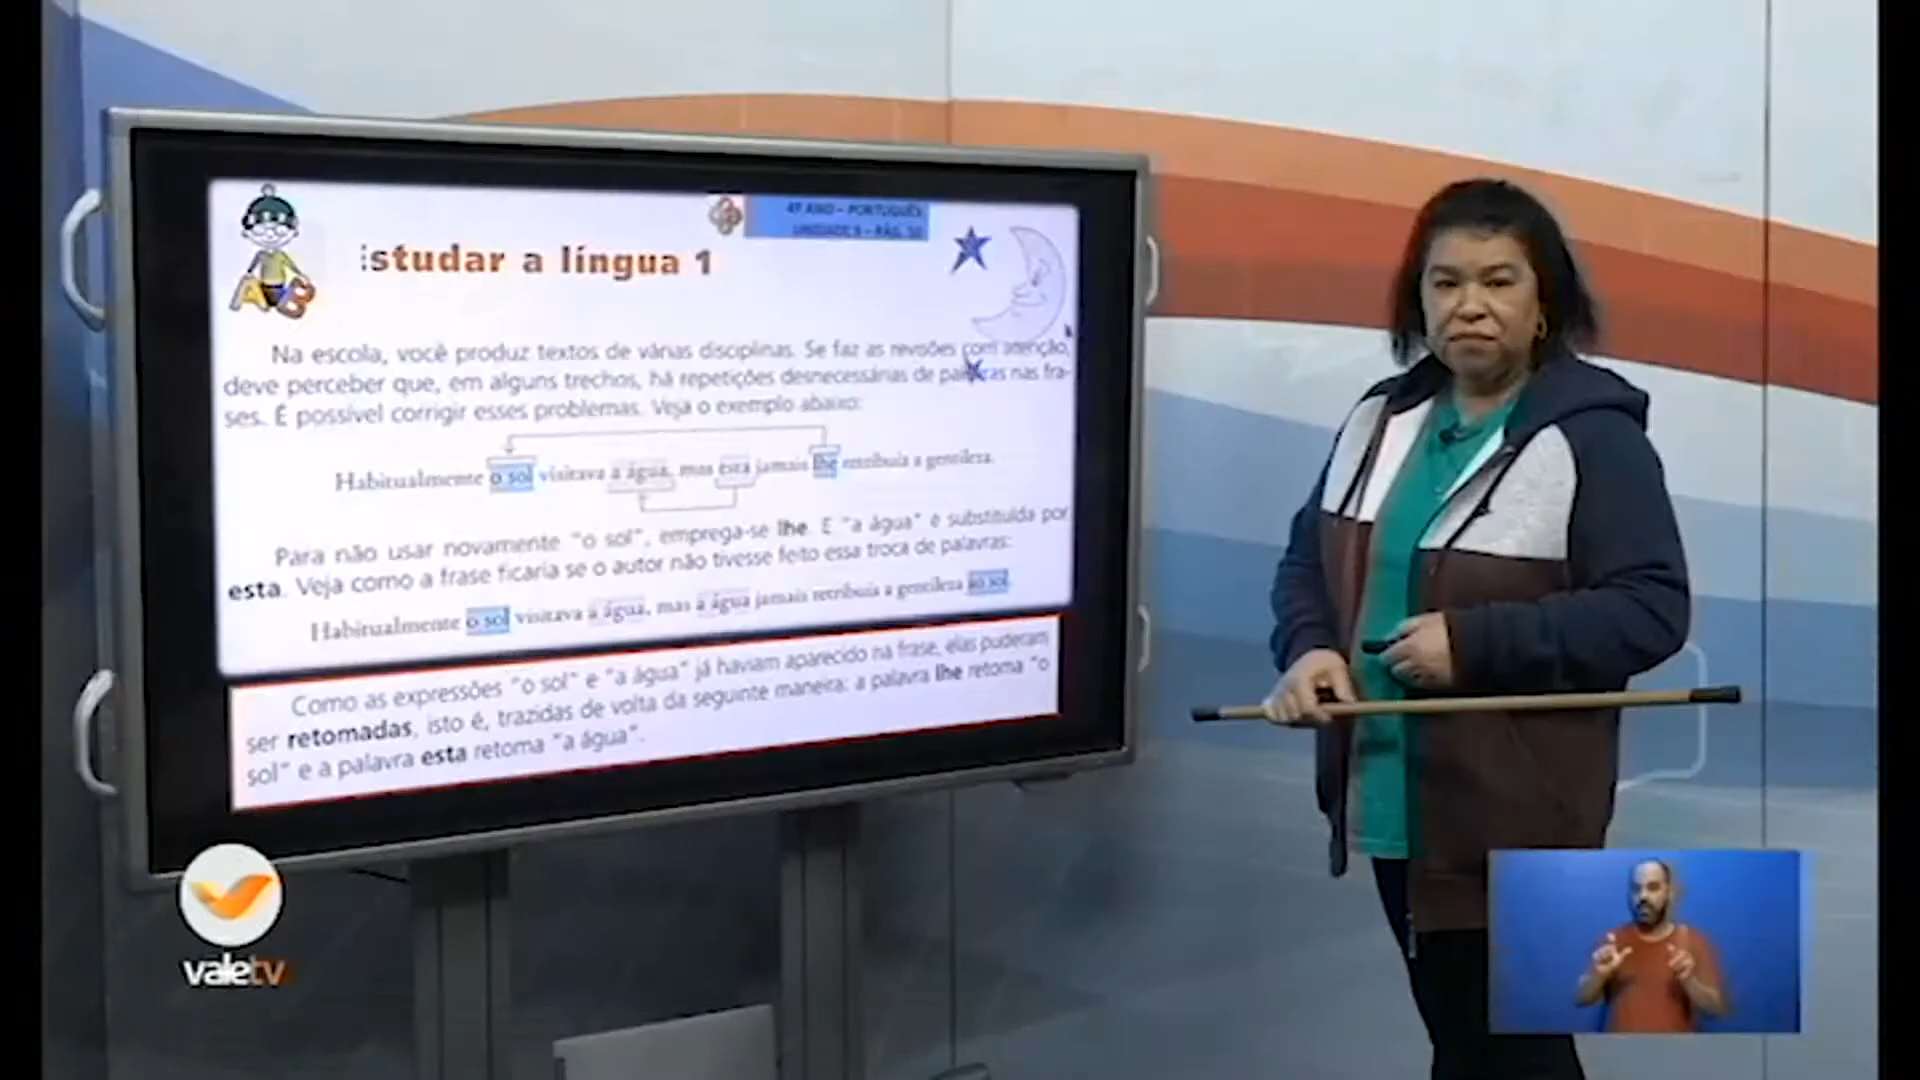 4º ANO – PORTUGUÊS
UNIDADE 9 – PÁG. 50
studar a língua 1
A B
Na escola, você produz textos de várias disciplinas. Se faz as revisões com atenção,
deve perceber que, em alguns trechos, há repetições desnecessárias de palavras nas fra-
ses. É possível corrigir esses problemas. Veja o exemplo abaixo:
Habitualmente o sol visitava a água, mas esta jamais lhe retribuía a gentileza.
Para não usar novamente "o sol", emprega-se lhe. E "a água" é substituída por
esta. Veja como a frase ficaria se o autor não tivesse feito essa troca de palavras:
Habitualmente o sol visitava a água, mas a água jamais retribuía a gentileza ao sol.
Como as expressões "o sol" e "a água" já haviam aparecido na frase, elas puderam
ser retomadas, isto é, trazidas de volta da seguinte maneira: a palavra lhe retoma "o
sol" e a palavra esta retoma "a água".
valetv